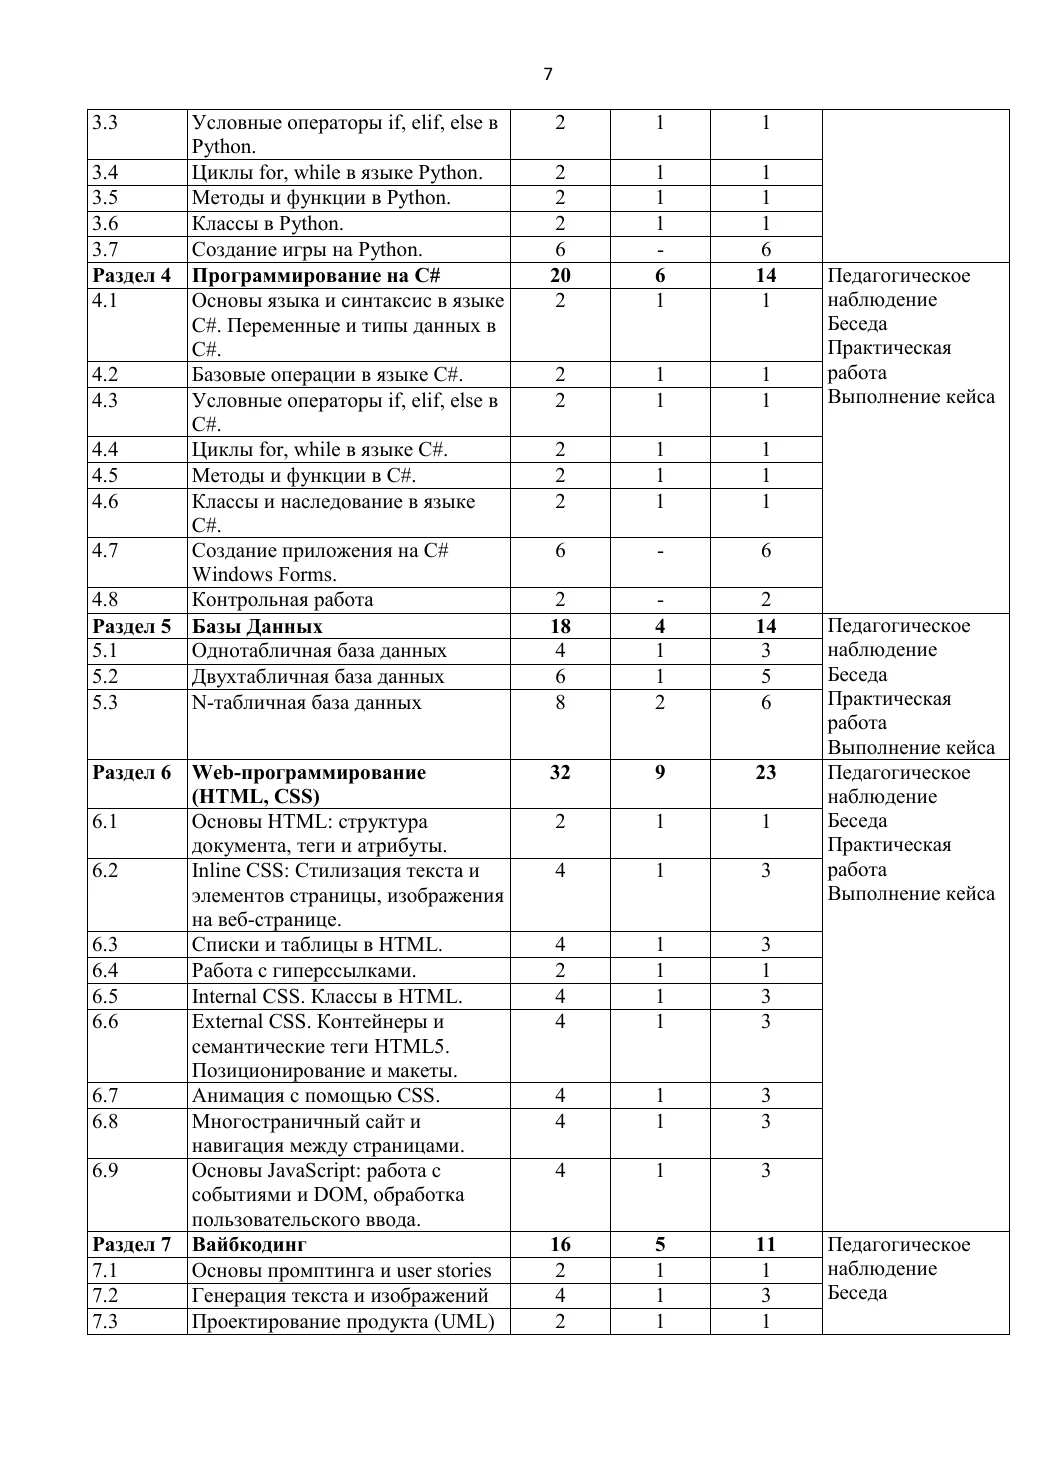 7
3.3 Условные операторы if, elif, else в 2 1 1
Python.
3.4 Циклы for, while в языке Python. 2 1 1
3.5 Методы и функции в Python. 2 1 1
3.6 Классы в Python. 2 1 1
3.7 Создание игры на Python. 6 - 6
Раздел 4 Программирование на C# 20 6 14 Педагогическое
4.1 Основы языка и синтаксис в языке 2 1 1 наблюдение
C#. Переменные и типы данных в Беседа
C#. Практическая
4.2 Базовые операции в языке C#. 2 1 1 работа
4.3 Условные операторы if, elif, else в 2 1 1 Выполнение кейса
C#.
4.4 Циклы for, while в языке C#. 2 1 1
4.5 Методы и функции в C#. 2 1 1
4.6 Классы и наследование в языке 2 1 1
C#.
4.7 Создание приложения на C# 6 - 6
Windows Forms.
4.8 Контрольная работа 2 - 2
Раздел 5 Базы Данных 18 4 14 Педагогическое
5.1 Однотабличная база данных 4 1 3 наблюдение
5.2 Двухтабличная база данных 6 1 5 Беседа
5.3 N-табличная база данных 8 2 6 Практическая
работа
Выполнение кейса
Раздел 6 Web-программирование 32 9 23 Педагогическое
(HTML, CSS) наблюдение
6.1 Основы HTML: структура 2 1 1 Беседа
документа, теги и атрибуты. Практическая
6.2 Inline CSS: Стилизация текста и 4 1 3 работа
элементов страницы, изображения Выполнение кейса
на веб-странице.
6.3 Списки и таблицы в HTML. 4 1 3
6.4 Работа с гиперссылками. 2 1 1
6.5 Internal CSS. Классы в HTML. 4 1 3
6.6 External CSS. Контейнеры и 4 1 3
семантические теги HTML5.
Позиционирование и макеты.
6.7 Анимация с помощью CSS. 4 1 3
6.8 Многостраничный сайт и 4 1 3
навигация между страницами.
6.9 Основы JavaScript: работа с 4 1 3
событиями и DOM, обработка
пользовательского ввода.
Раздел 7 Вайбкодинг 16 5 11 Педагогическое
7.1 Основы промптинга и user stories 2 1 1 наблюдение
7.2 Генерация текста и изображений 4 1 3 Беседа
7.3 Проектирование продукта (UML) 2 1 1